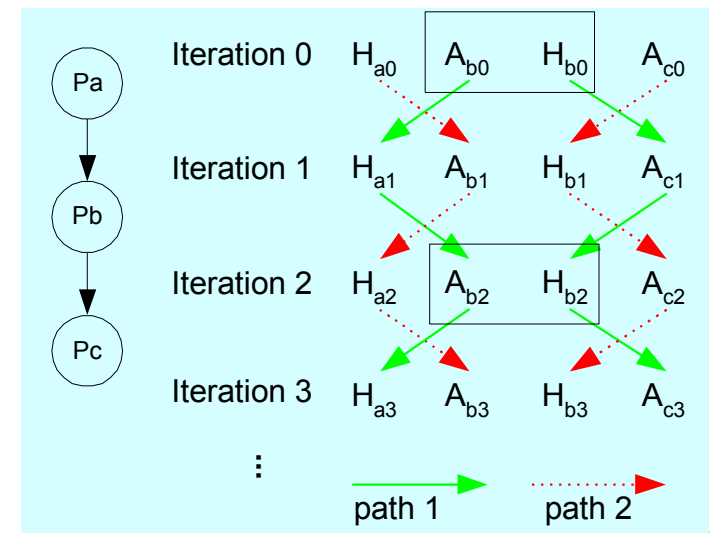 Pa
Pb
Pc
Iteration 0 Ha0 Ab0 Hb0 Ac0
Iteration 1 Ha1 Ab1 Hb1 Ac1
Iteration 2 Ha2 Ab2 Hb2 Ac2
Iteration 3 Ha3 Ab3 Hb3 Ac3
...
path 1 path 2